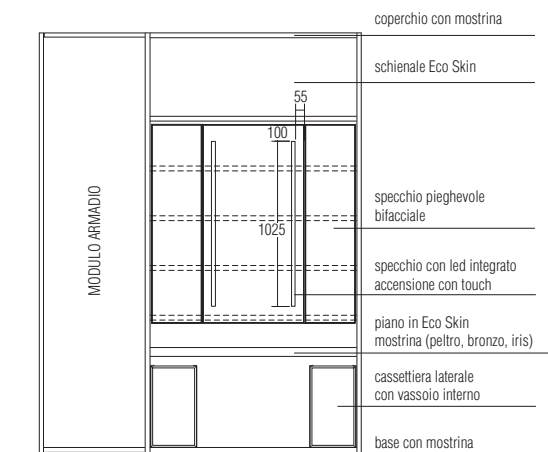 coperchio con mostrina
schienale Eco Skin
55
100
1025
MODULO ARMADIO
specchio pieghevole
bifacciale
specchio con led integrato
accensione con touch
piano in Eco Skin
mostrina (peltro, bronzo, iris)
cassettiera laterale
con vassoio interno
base con mostrina